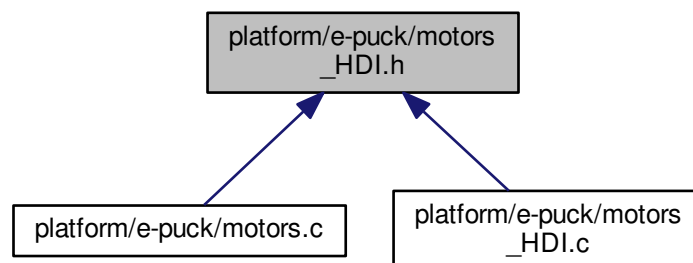 platform/e-puck/motors
_HDI.h
platform/e-puck/motors.c
platform/e-puck/motors
_HDI.c